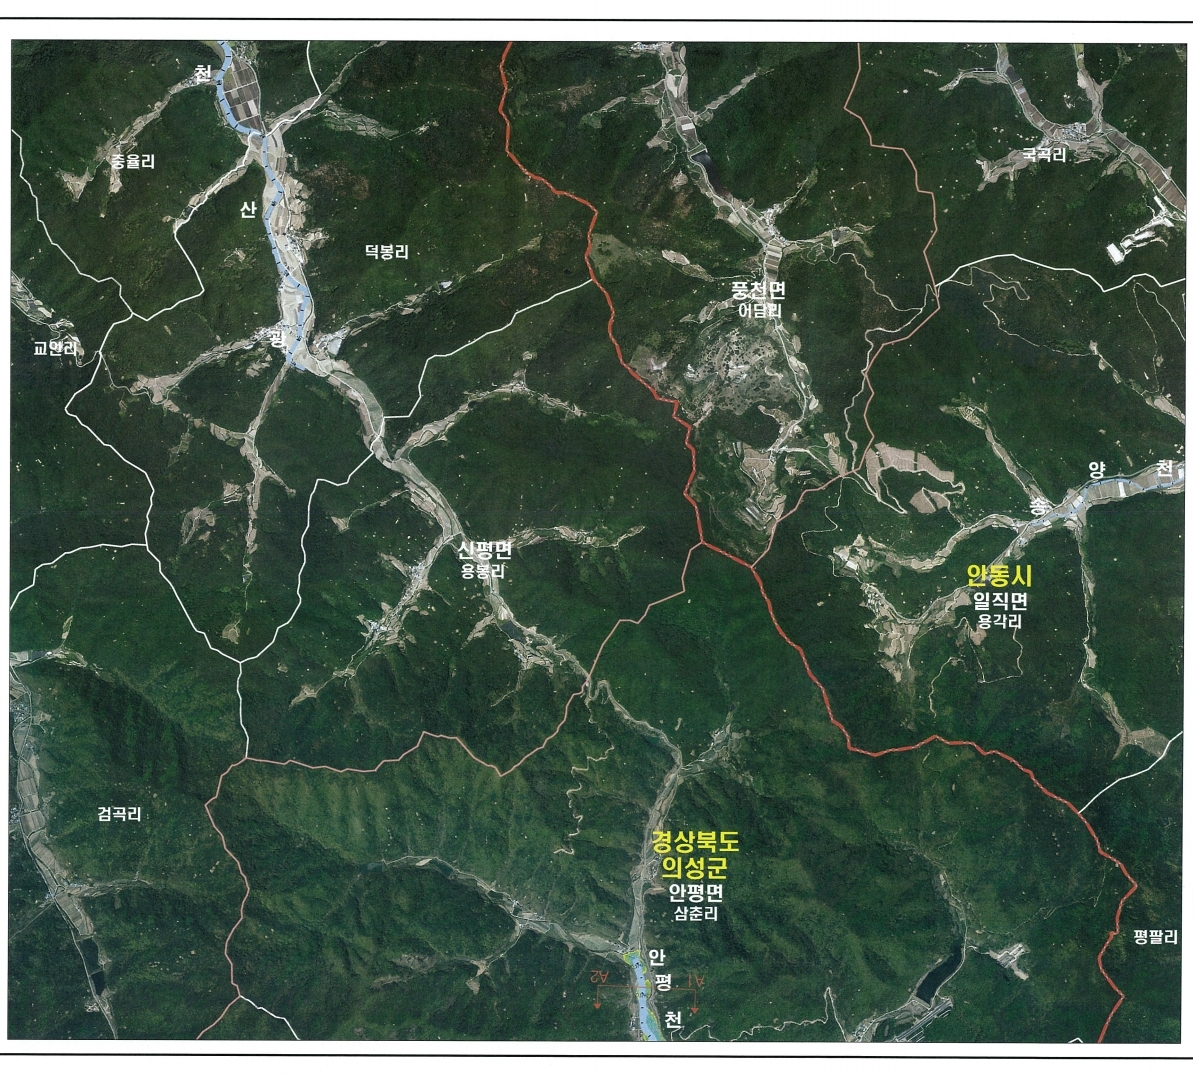 천
중율리
국곡리
산
덕봉리
풍천면
어담리
광
교안리
양
천
송
신평면
용봉리
안동시
일직면
용각리
검곡리
경상북도
의성군
안평면
삼춘리
평팔리
안
평
천
A2
A1